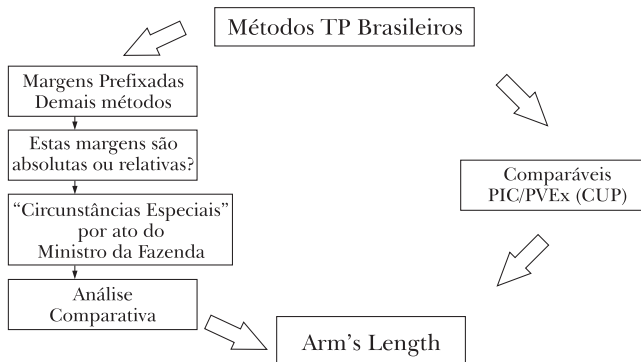 Métodos TP Brasileiros
Margens Prefixadas
Demais métodos
Estas margens são
absolutas ou relativas?
“Circunstâncias Especiais”
por ato do
Ministro da Fazenda
Análise
Comparativa
Comparáveis
PIC/PVEx (CUP)
Arm’s Length